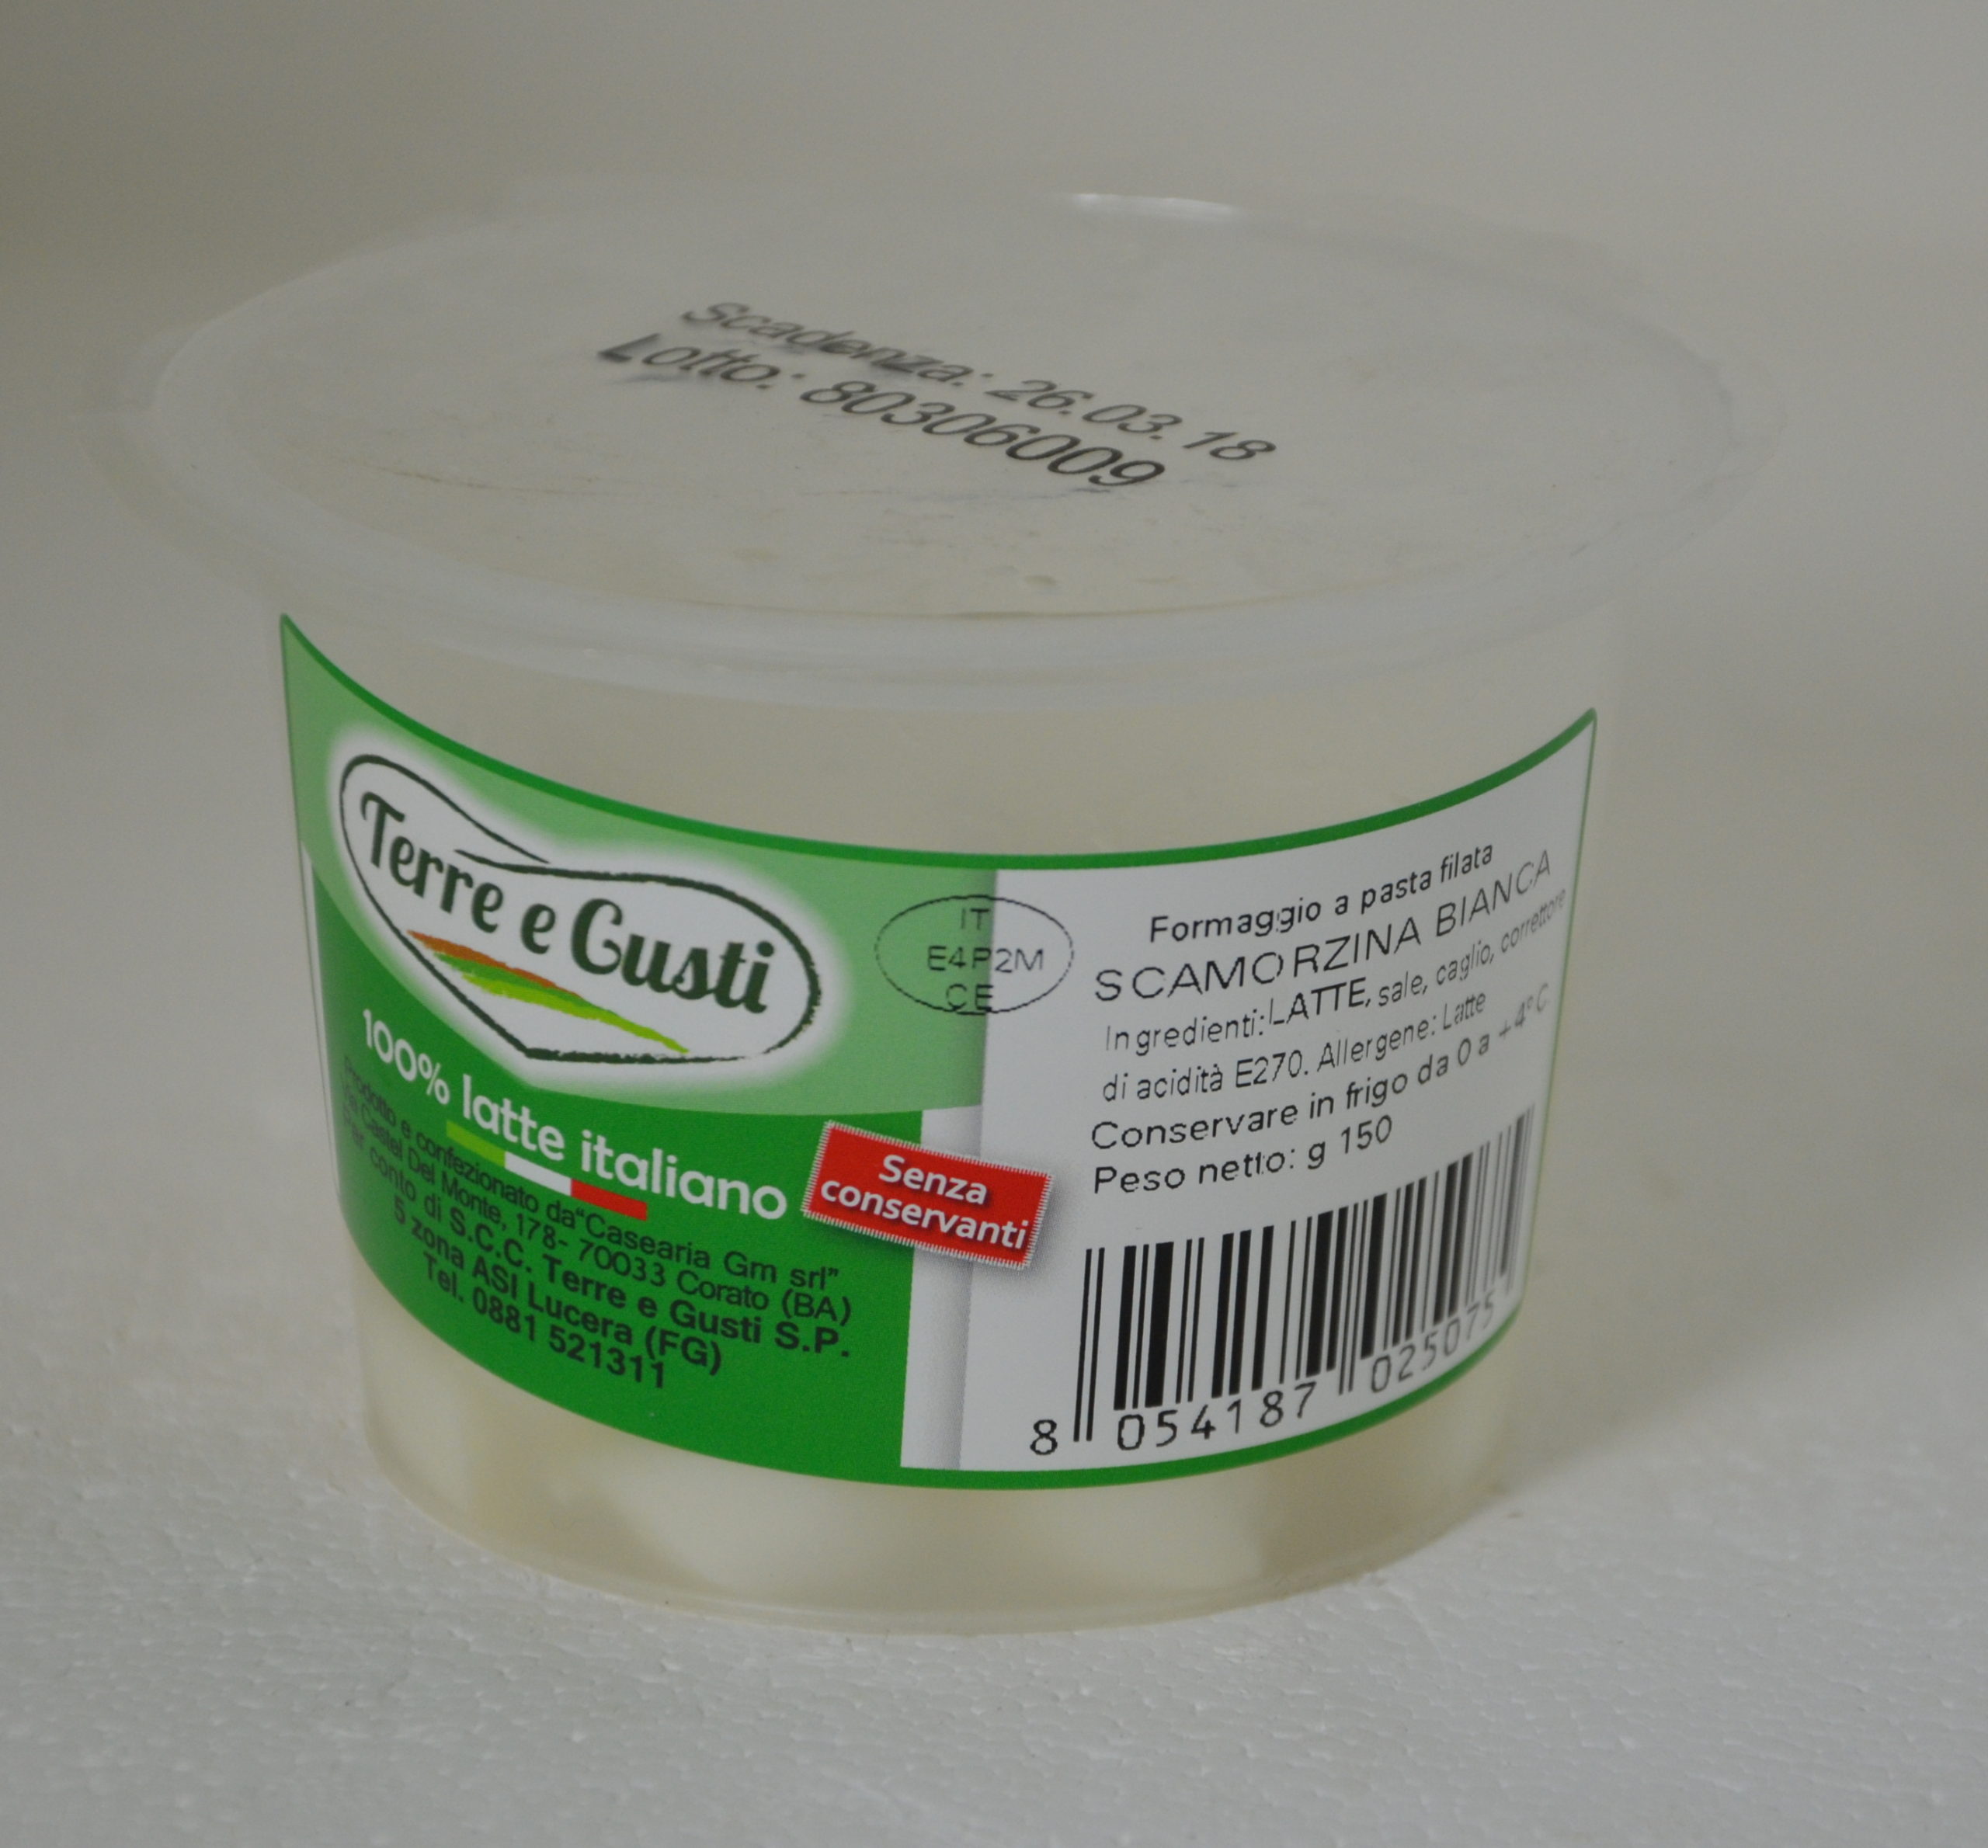 Scadenza: 26.03.18
Lotto: 80306009
Terre e Gusti
100% latte italiano
Prodotto e confezionato da "Casearia Gm srl"
Castel Del Monte, 178- 70033 Corato (BA)
Per conto di S.C.C. Terre e Gusti S.P.
5 zona ASI Lucera (FG)
Tel. 0881 521311
Senza
conservanti
IT
E4P2M
CE
Formaggio a pasta filata
SCAMORZINA BIANCA
Ingredienti: LATTE, sale, caglio, correttore
di acidità E270. Allergene: Latte
Conservare in frigo da 0 a +4°C
Peso netto: g 150
8 054187 025075